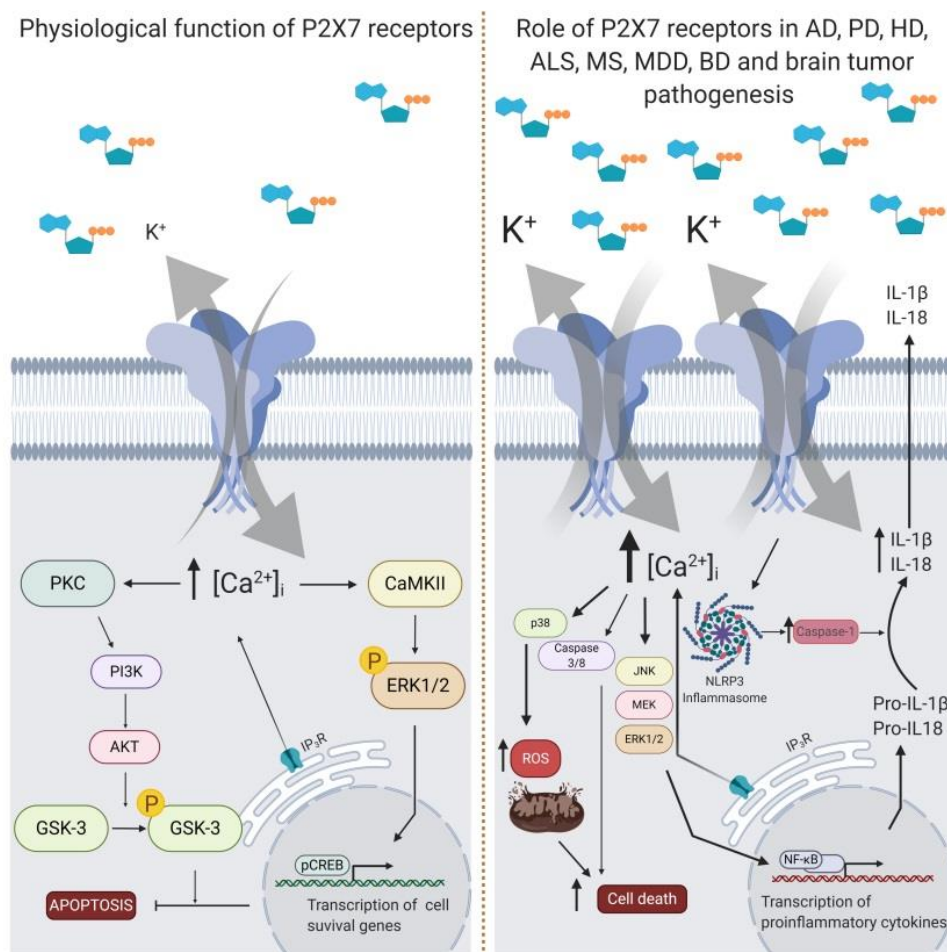 Physiological function of P2X7 receptors
K⁺
PKC
[Ca²⁺]ᵢ
CaMKII
PI3K
P
ERK1/2
AKT
IP₃R
GSK-3
P
GSK-3
pCREB
APOPTOSIS
Transcription of cell
suvival genes
Role of P2X7 receptors in AD, PD, HD,
ALS, MS, MDD, BD and brain tumor
pathogenesis
K⁺
K⁺
IL-1β
IL-18
IL-1β
IL-18
[Ca²⁺]ᵢ
p38
Caspase
3/8
JNK
MEK
ERK1/2
NLRP3
Inflammasome
Caspase-1
Pro-IL-1β
Pro-IL18
IP₃R
ROS
NF-κB
Cell death
Transcription of
proinflammatory cytokines